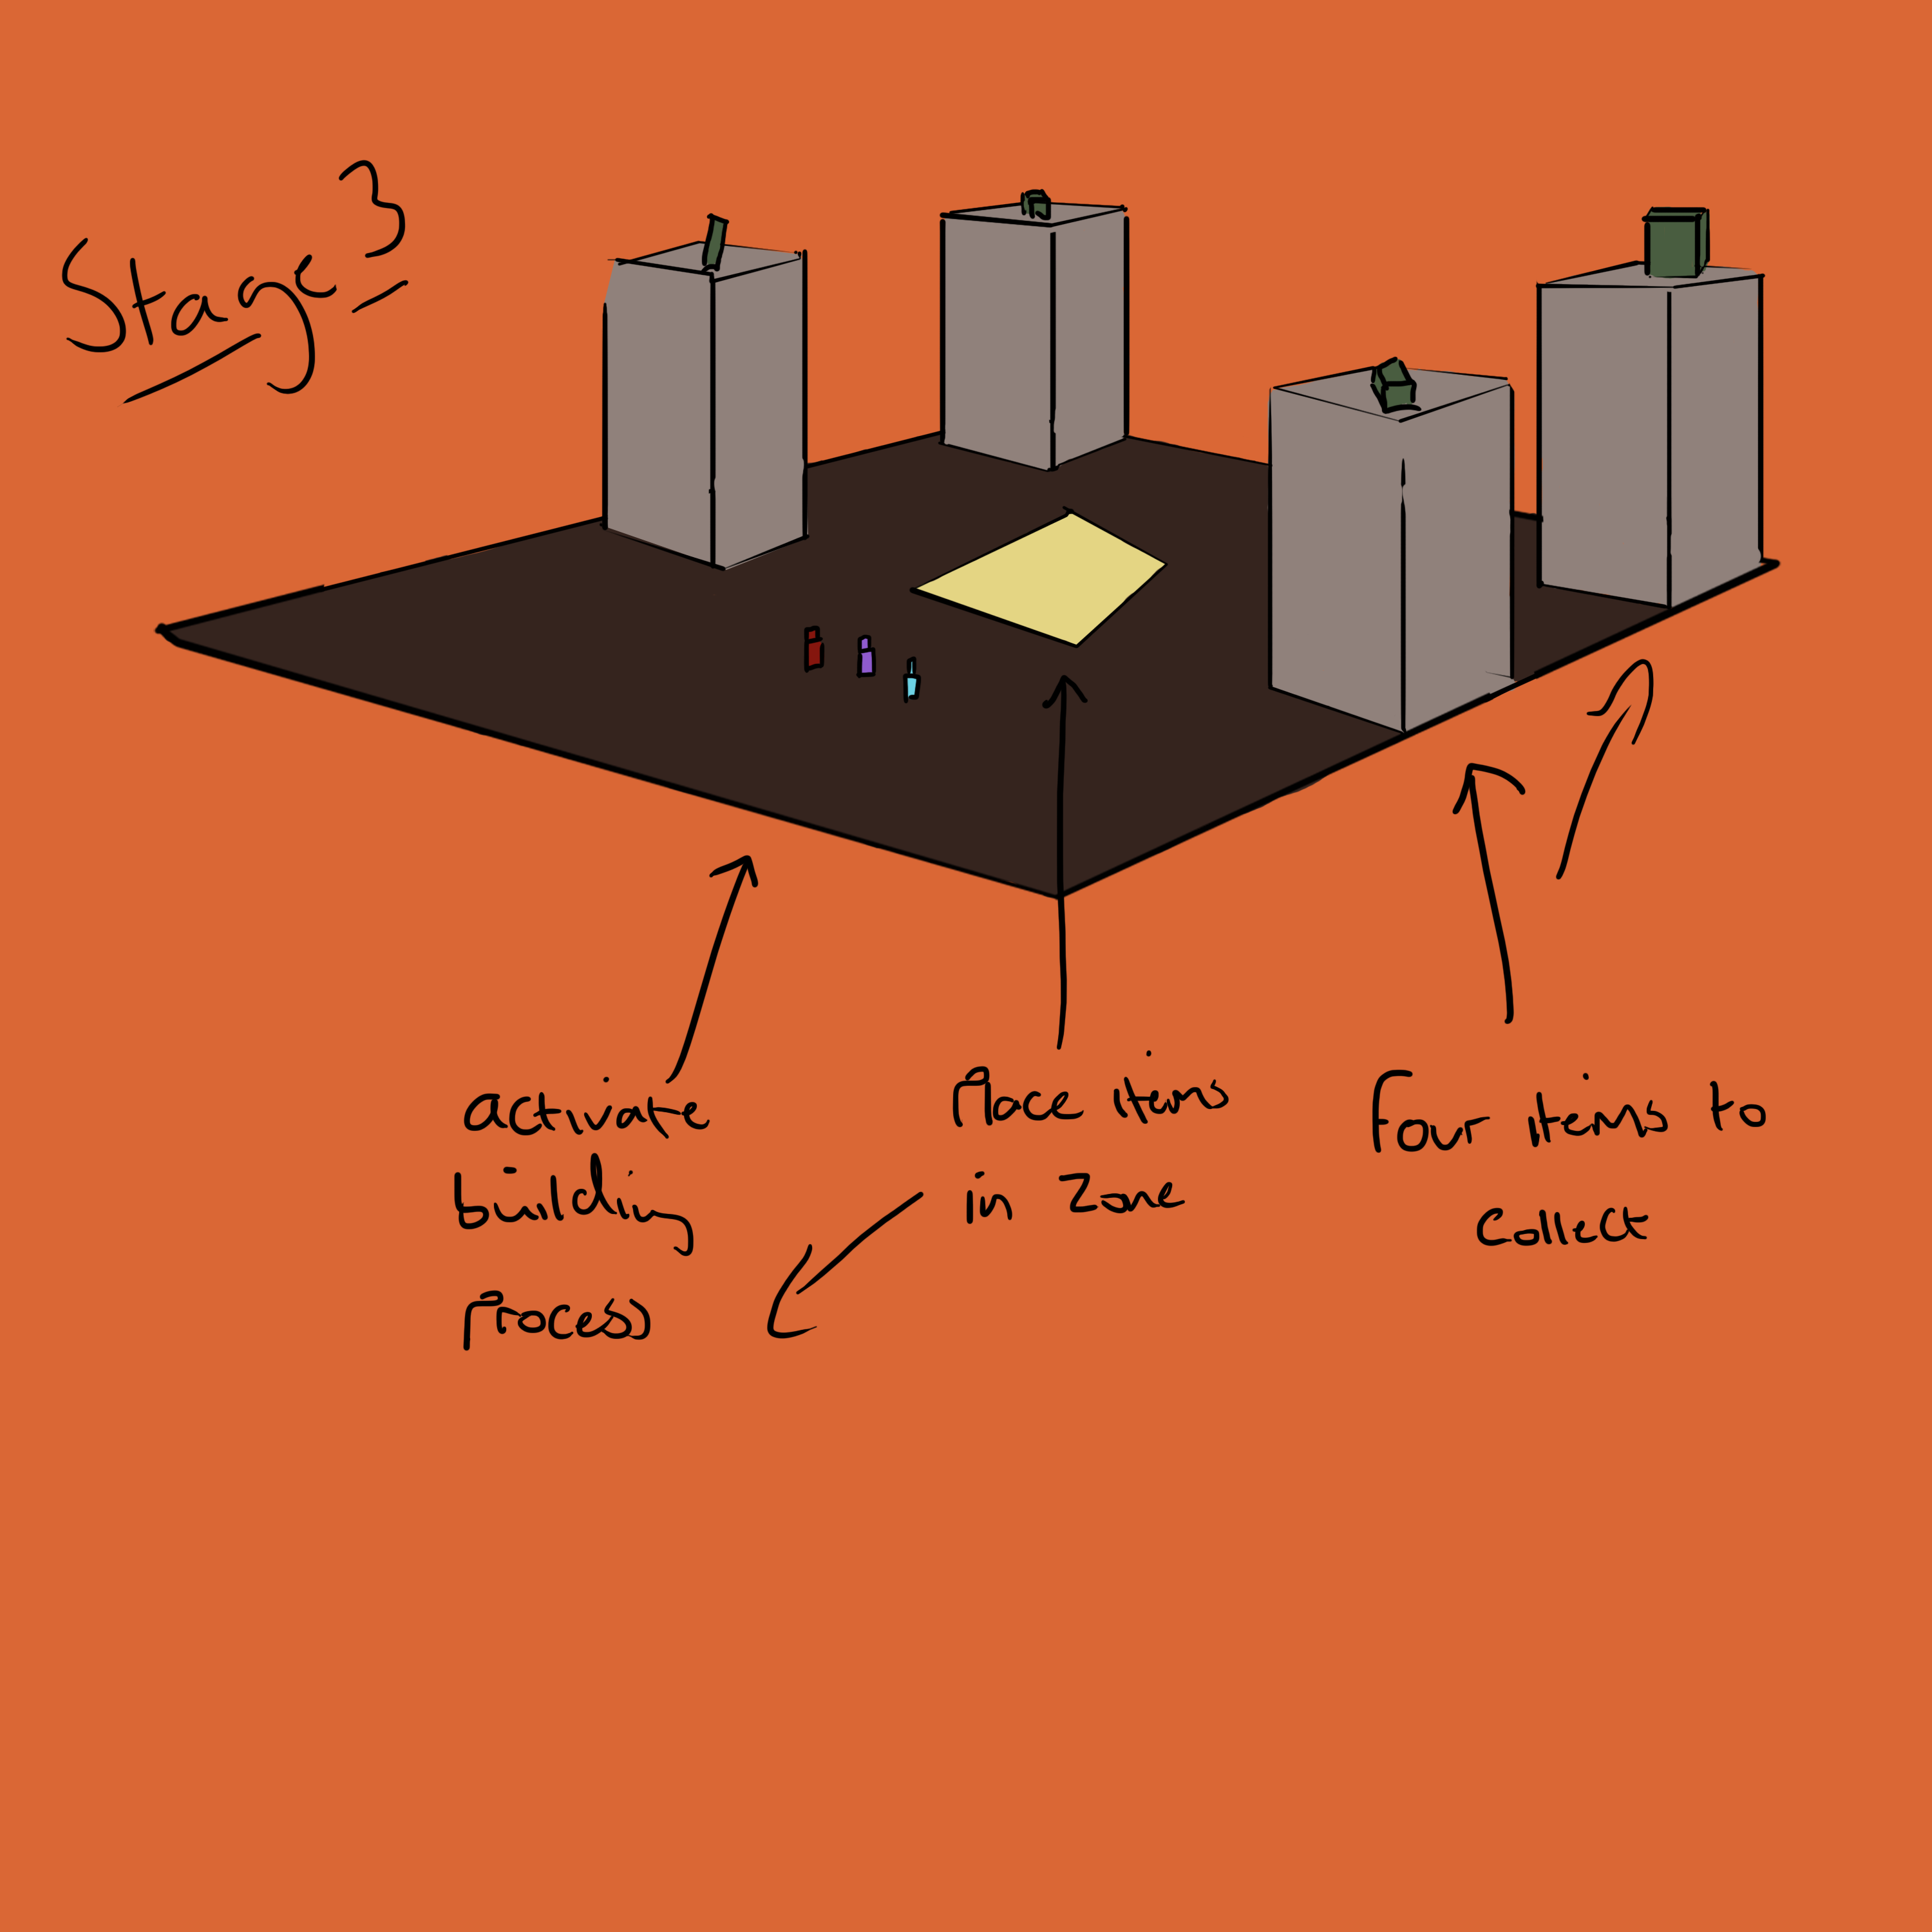 Stage 3
activate
building
Process
Place items
in Zone
Four items to
collect